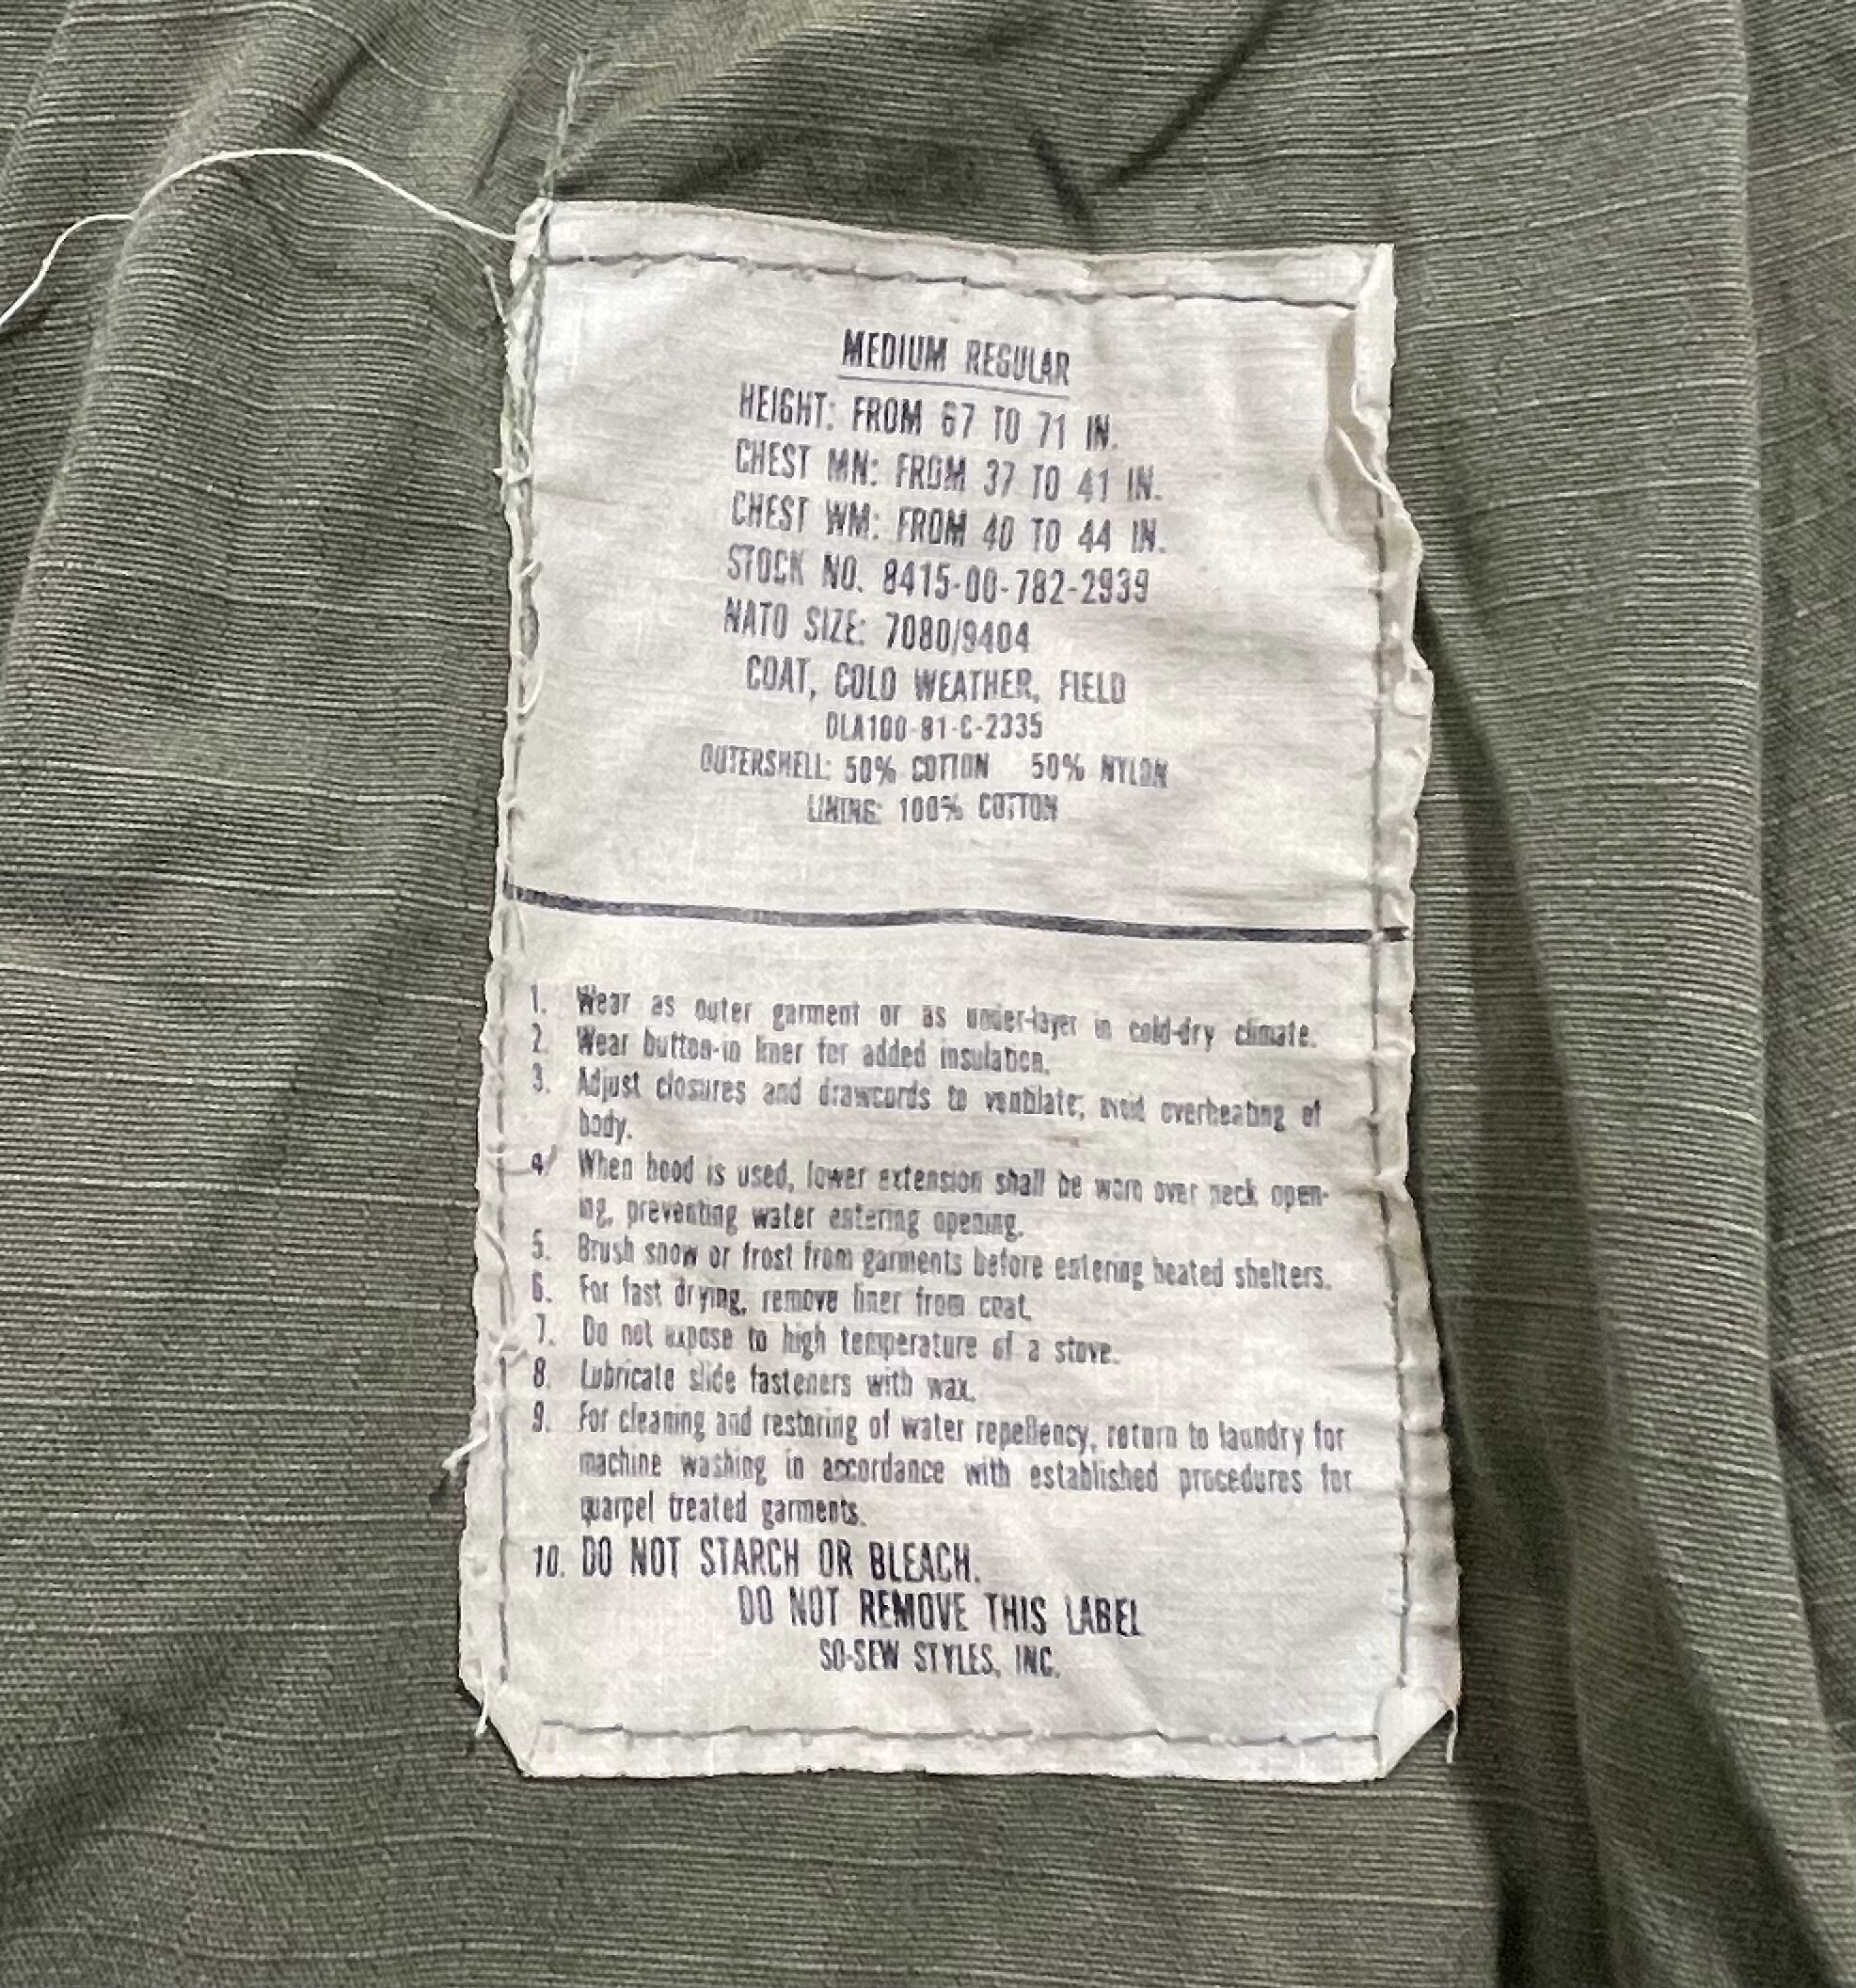 MEDIUM REGULAR
HEIGHT: FROM 67 TO 71 IN.
CHEST MN: FROM 37 TO 41 IN.
CHEST WM: FROM 40 TO 44 IN.
STOCK NO. 8415-00-782-2939
NATO SIZE: 7080/9404
COAT, COLD WEATHER, FIELD
DLA100-81-C-2335
OUTERSHELL: 50% COTTON 50% NYLON
LINING: 100% COTTON
1. Wear as outer garment or as under-layer in cold-dry climate.
2. Wear button-in liner for added insulation.
3. Adjust closures and drawcords to ventilate; avoid overheating of
body.
4. When hood is used, lower extension shall be worn over neck open-
ing, preventing water entering opening.
5. Brush snow or frost from garments before entering heated shelters.
6. For fast drying, remove liner from coat.
7. Do not expose to high temperature of a stove.
8. Lubricate slide fasteners with wax.
9. For cleaning and restoring of water repellency, return to laundry for
machine washing in accordance with established procedures for
quarpel treated garments.
10. DO NOT STARCH OR BLEACH.
DO NOT REMOVE THIS LABEL
SO-SEW STYLES, INC.